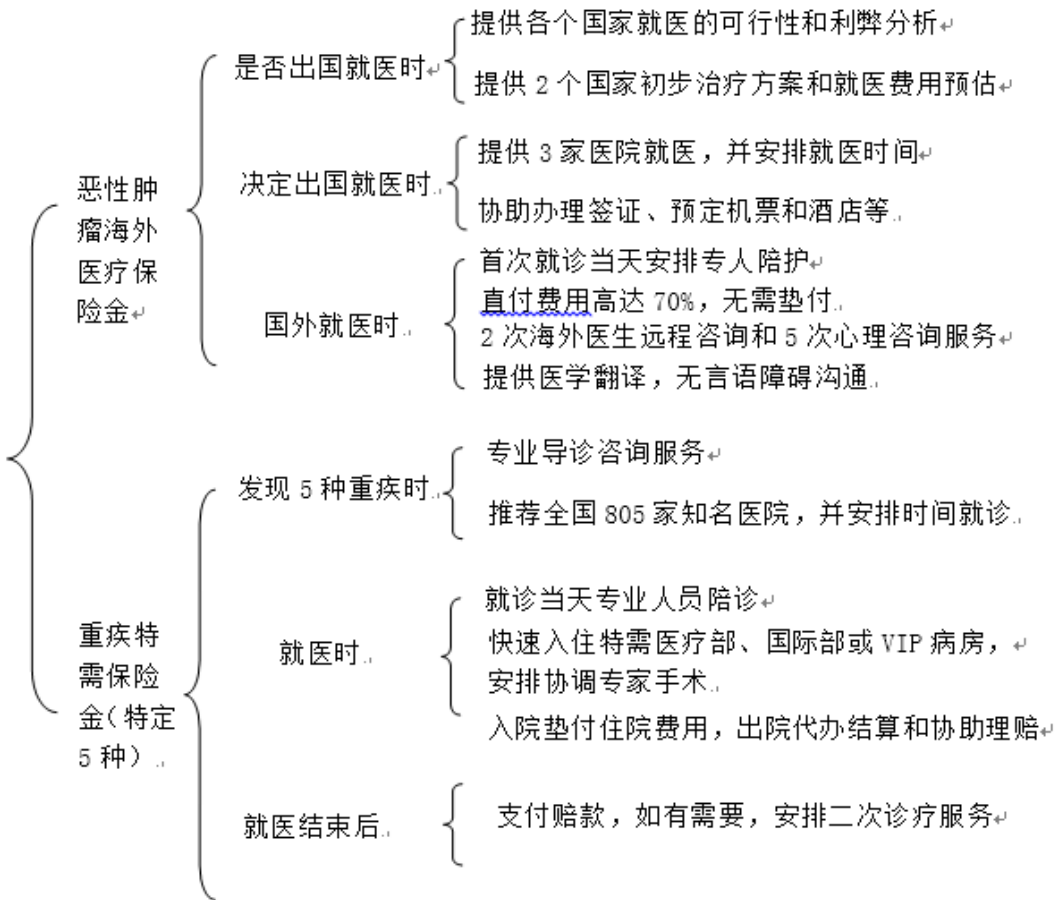 恶性肿
瘤海外
医疗保
险金
是否出国就医时
提供各个国家就医的可行性和利弊分析
提供 2 个国家初步治疗方案和就医费用预估
决定出国就医时
提供 3 家医院就医，并安排就医时间
协助办理签证、预定机票和酒店等
国外就医时
首次就诊当天安排专人陪护
直付费用高达 70%，无需垫付
2 次海外医生远程咨询和 5 次心理咨询服务
提供医学翻译，无言语障碍沟通
重疾特
需保险
金（特定
5 种）
发现 5 种重疾时
专业导诊咨询服务
推荐全国 805 家知名医院，并安排时间就诊
就医时
就诊当天专业人员陪诊
快速入住特需医疗部、国际部或 VIP 病房，
安排协调专家手术
入院垫付住院费用，出院代办结算和协助理赔
就医结束后
支付赔款，如有需要，安排二次诊疗服务